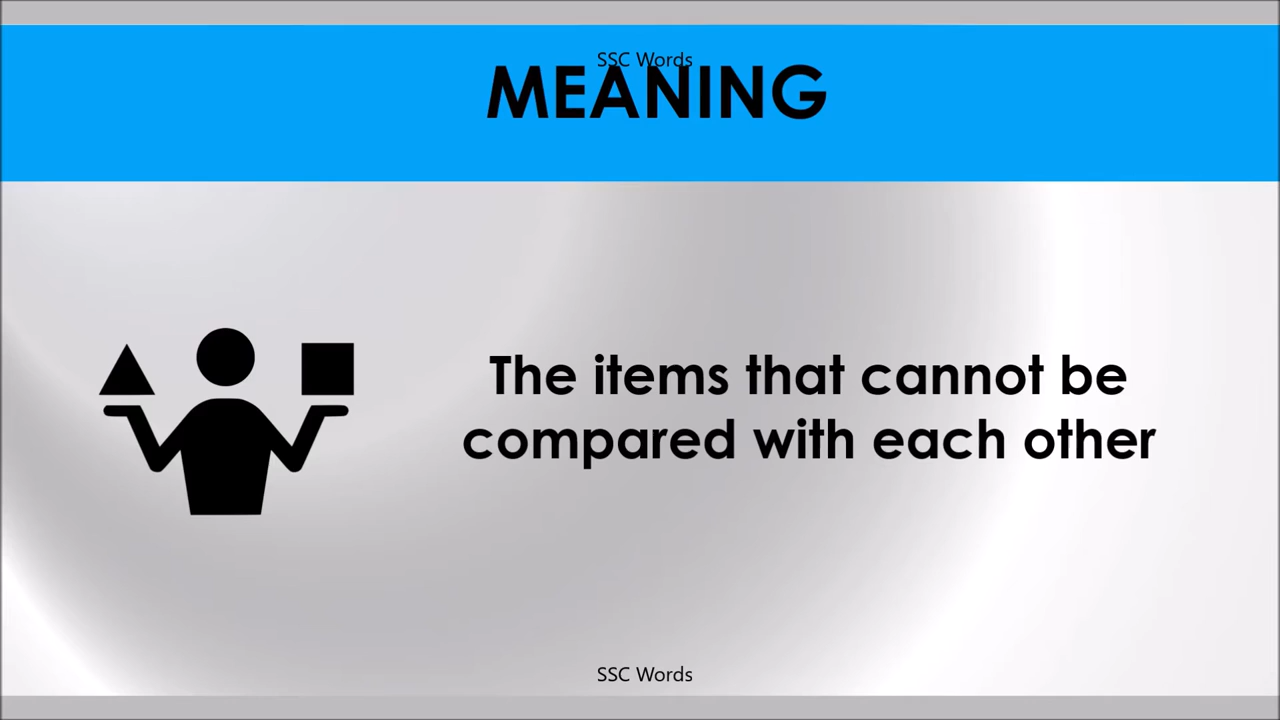 SSC Words
MEANING
The items that cannot be
compared with each other
SSC Words